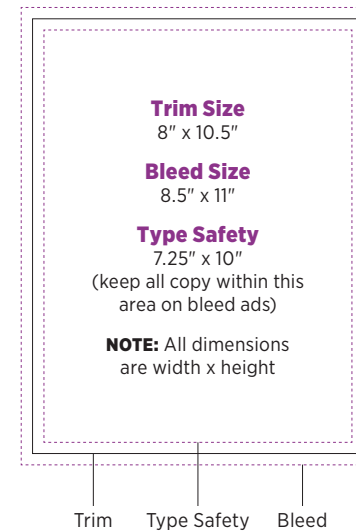 Trim Size
8" x 10.5"
Bleed Size
8.5" x 11"
Type Safety
7.25" x 10"
(keep all copy within this
area on bleed ads)
NOTE: All dimensions
are width x height
Trim Type Safety Bleed